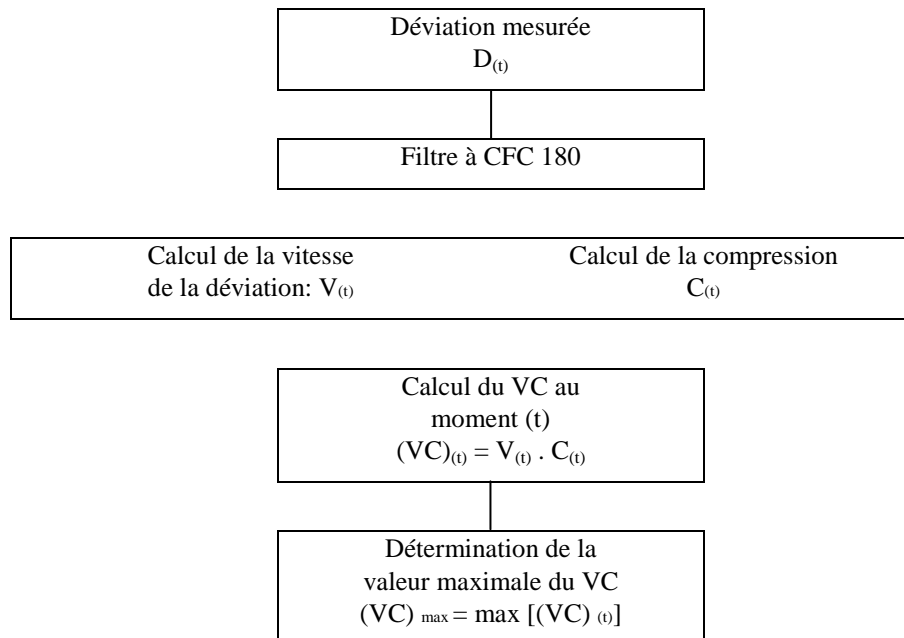 Déviation mesurée
D(t)
Filtre à CFC 180
Calcul de la vitesse
de la déviation: V(t)
Calcul de la compression
C(t)
Calcul du VC au
moment (t)
(VC)(t) = V(t) . C(t)
Détermination de la
valeur maximale du VC
(VC) max = max [(VC) (t)]